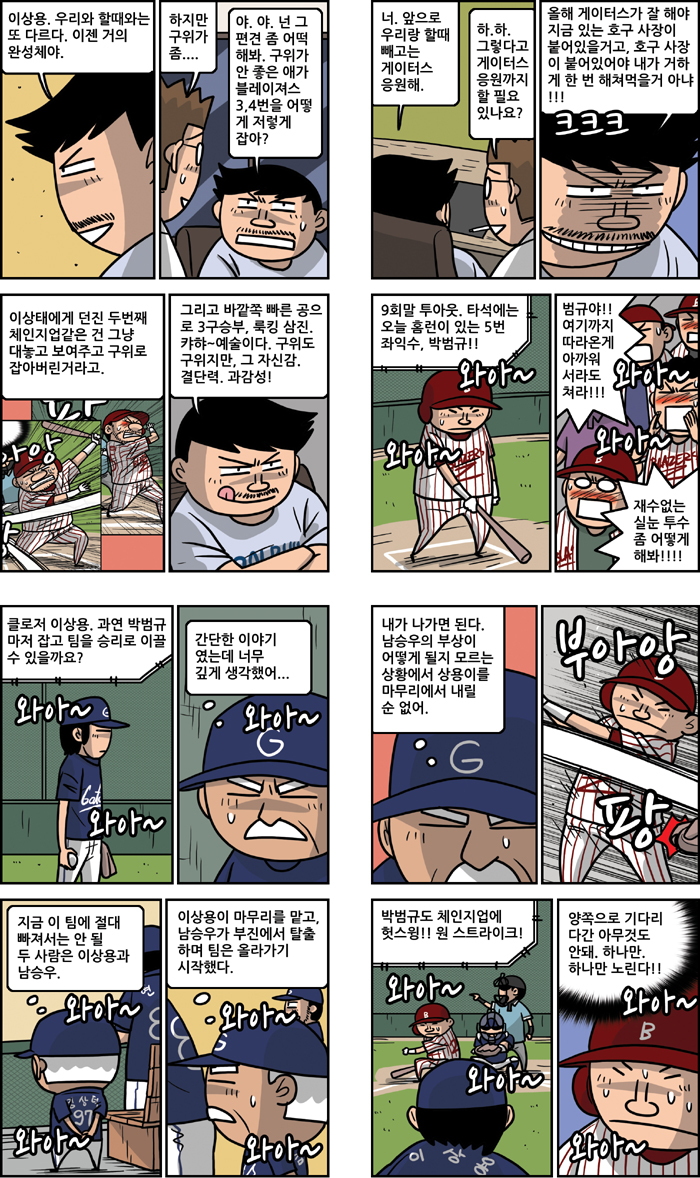 이상용. 우리와 할때와는
또 다르다. 이젠 거의
완성체야.
하지만
구위가
좀....
야. 야. 넌 그
편견 좀 어떡
해봐. 구위가
안 좋은 애가
블레이져스
3,4번을 어떻
게 저렇게
잡아?
이상태에게 던진 두번째
체인지업같은 건 그냥
대놓고 보여주고 구위로
잡아버린거라고.
그리고 바깥쪽 빠른 공으
로 3구승부, 룩킹 삼진.
캬햐~예술이다. 구위도
구위지만, 그 자신감.
결단력. 과감성!
너. 앞으로
우리랑 할때
빼고는
게이터스
응원해.
하.하.
그렇다고
게이터스
응원까지
할 필요
있나요?
올해 게이터스가 잘 해야
지금 있는 호구 사장이
붙어있을거고, 호구 사장
이 붙어있어야 내가 거하
게 한 번 해쳐먹을거 아냐
!!!
크크크
9회말 투아웃. 타석에는
오늘 홈런이 있는 5번
좌익수, 박범규!!
와아~
와아~
범규야!!
여기까지
따라온게
아까워
서라도
쳐라!!!
와아~
와아~
재수없는
실눈 투수
좀 어떻게
해봐!!!!
클로저 이상용. 과연 박범규
마저 잡고 팀을 승리로 이끌
수 있을까요?
와아~
G
와아~
간단한 이야기
였는데 너무
깊게 생각했어...
와아~
G
지금 이 팀에 절대
빠져서는 안 될
두 사람은 이상용과
남승우.
와아~
김상덕
97
와아~
이상용이 마무리를 맡고,
남승우가 부진에서 탈출
하며 팀은 올라가기
시작했다.
와아~
와아~
내가 나가면 된다.
남승우의 부상이
어떻게 될지 모르는
상황에서 상용이를
마무리에서 내릴
순 없어.
G
부아앙
팡
박범규도 체인지업에
헛스윙!! 원 스트라이크!
와아~
와아~
이상용
양쪽으로 기다리
다간 아무것도
안돼. 하나만.
하나만 노린다!!
와아~
B
와아~